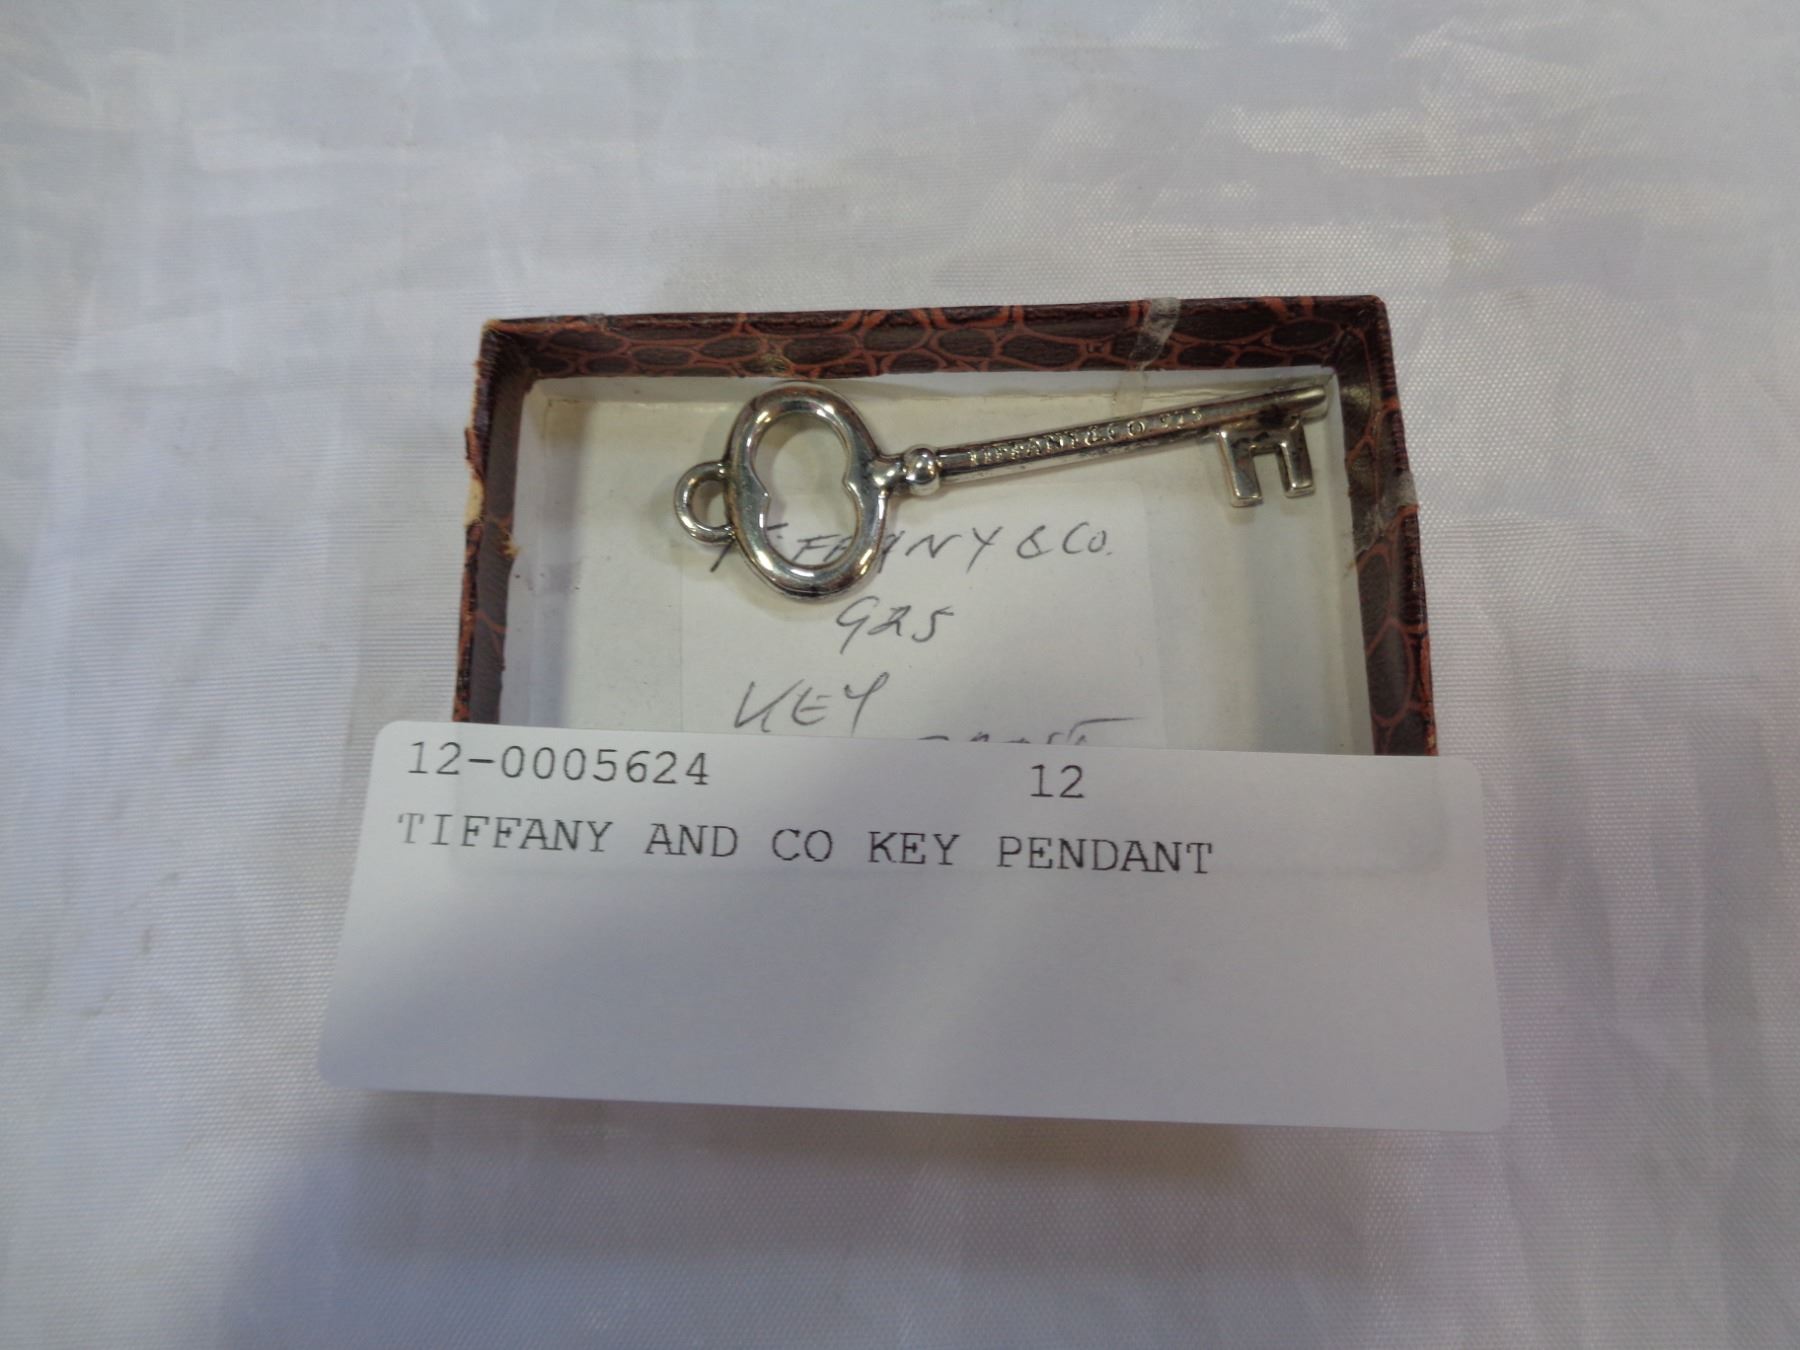 TIFFANY & CO 925
TIFFANY & Co.
925
KEY
12-0005624 12
TIFFANY AND CO KEY PENDANT